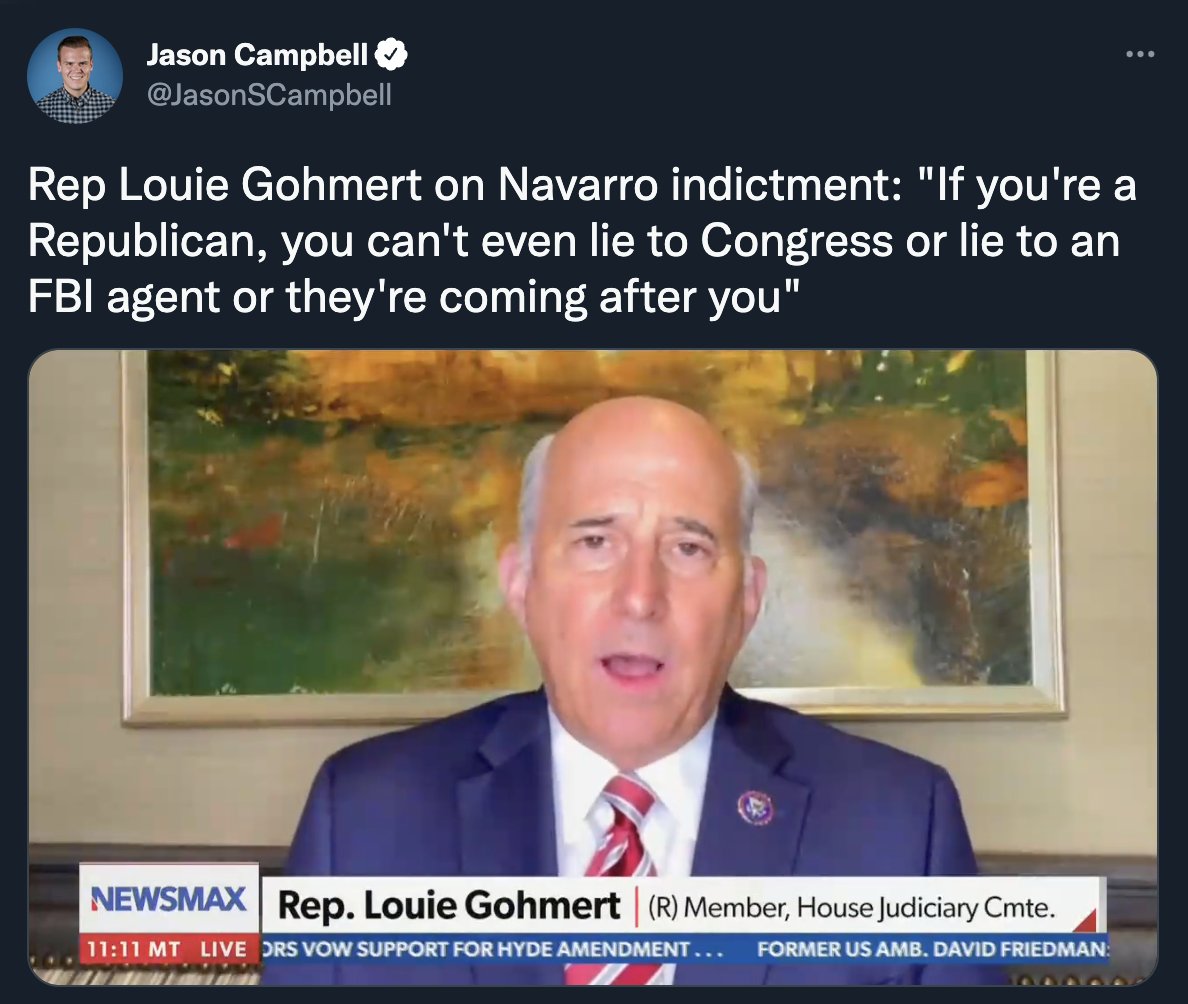 Jason Campbell
@JasonSCampbell
Rep Louie Gohmert on Navarro indictment: "If you're a
Republican, you can't even lie to Congress or lie to an
FBI agent or they're coming after you"
NEWSMAX
Rep. Louie Gohmert | (R) Member, House Judiciary Cmte.
11:11 MT LIVE
ORS VOW SUPPORT FOR HYDE AMENDMENT . . . FORMER US AMB. DAVID FRIEDMAN: